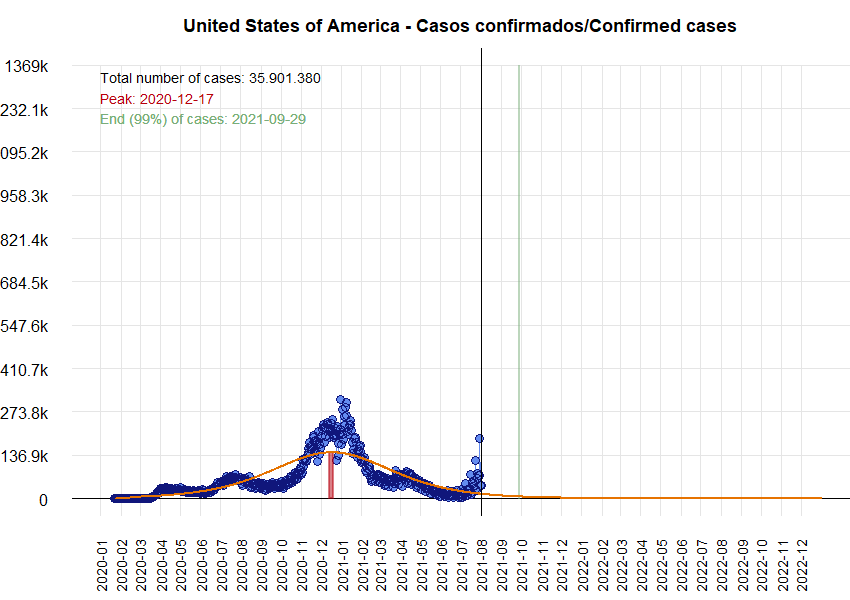 United States of America - Casos confirmados/Confirmed cases
Total number of cases: 35.901.380
Peak: 2020-12-17
End (99%) of cases: 2021-09-29
1369k
232.1k
095.2k
958.3k
821.4k
684.5k
547.6k
410.7k
273.8k
136.9k
0
2020-01
2020-02
2020-03
2020-04
2020-05
2020-06
2020-07
2020-08
2020-09
2020-10
2020-11
2020-12
2021-01
2021-02
2021-03
2021-04
2021-05
2021-06
2021-07
2021-08
2021-09
2021-10
2021-11
2021-12
2022-01
2022-02
2022-03
2022-04
2022-05
2022-06
2022-07
2022-08
2022-09
2022-10
2022-11
2022-12